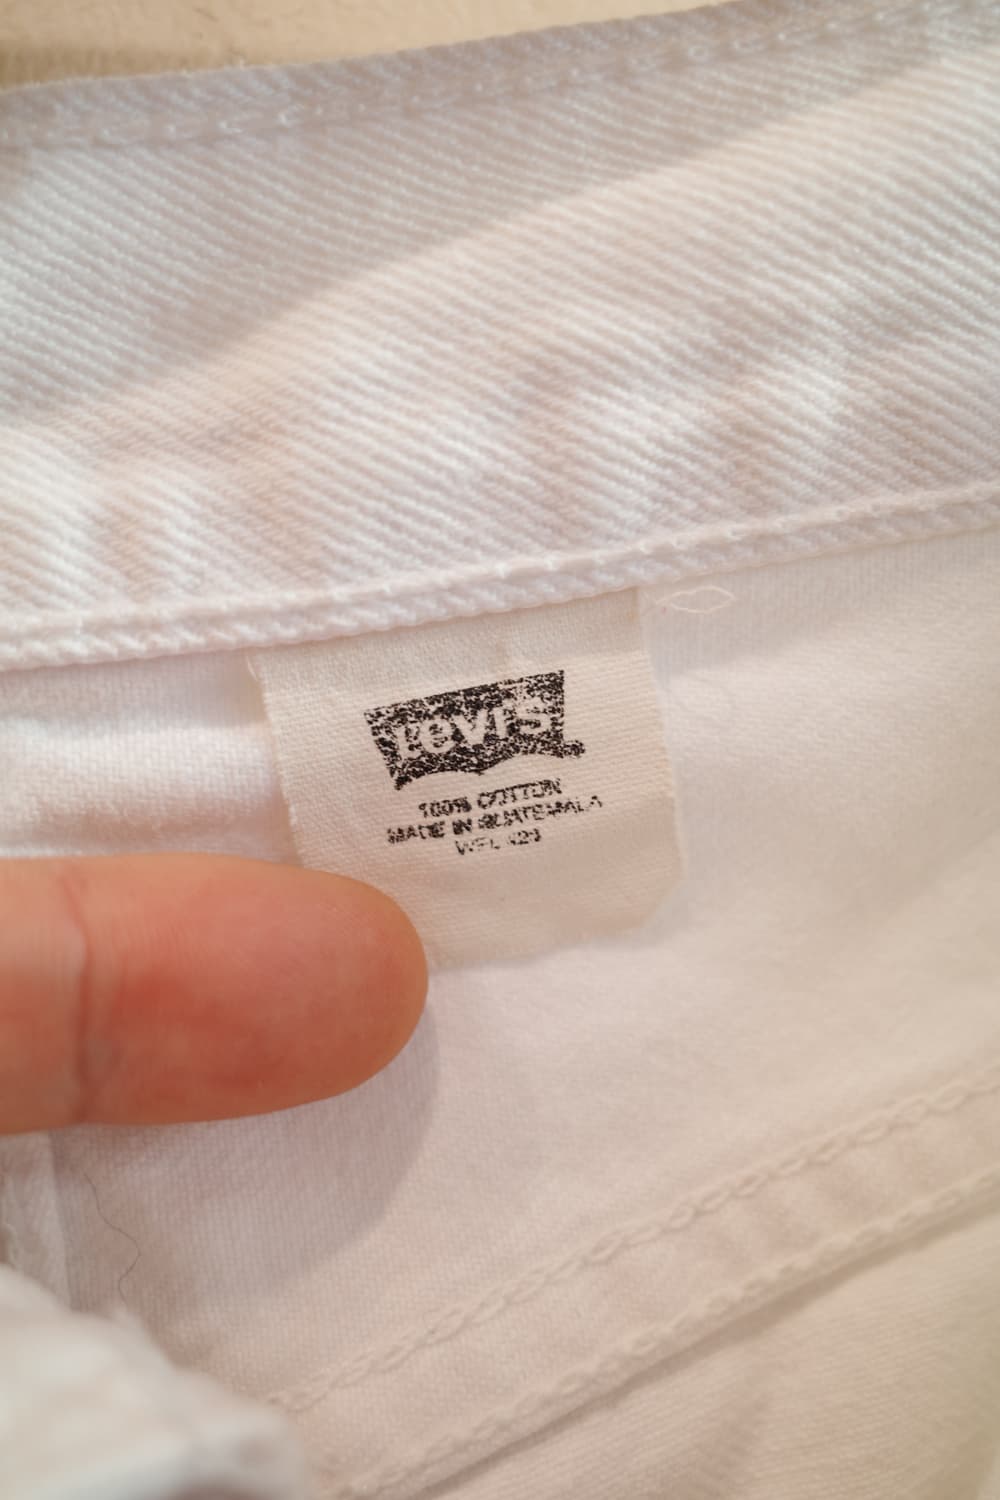 Levi's
100% COTTON
MADE IN GUATEMALA
WPL 423